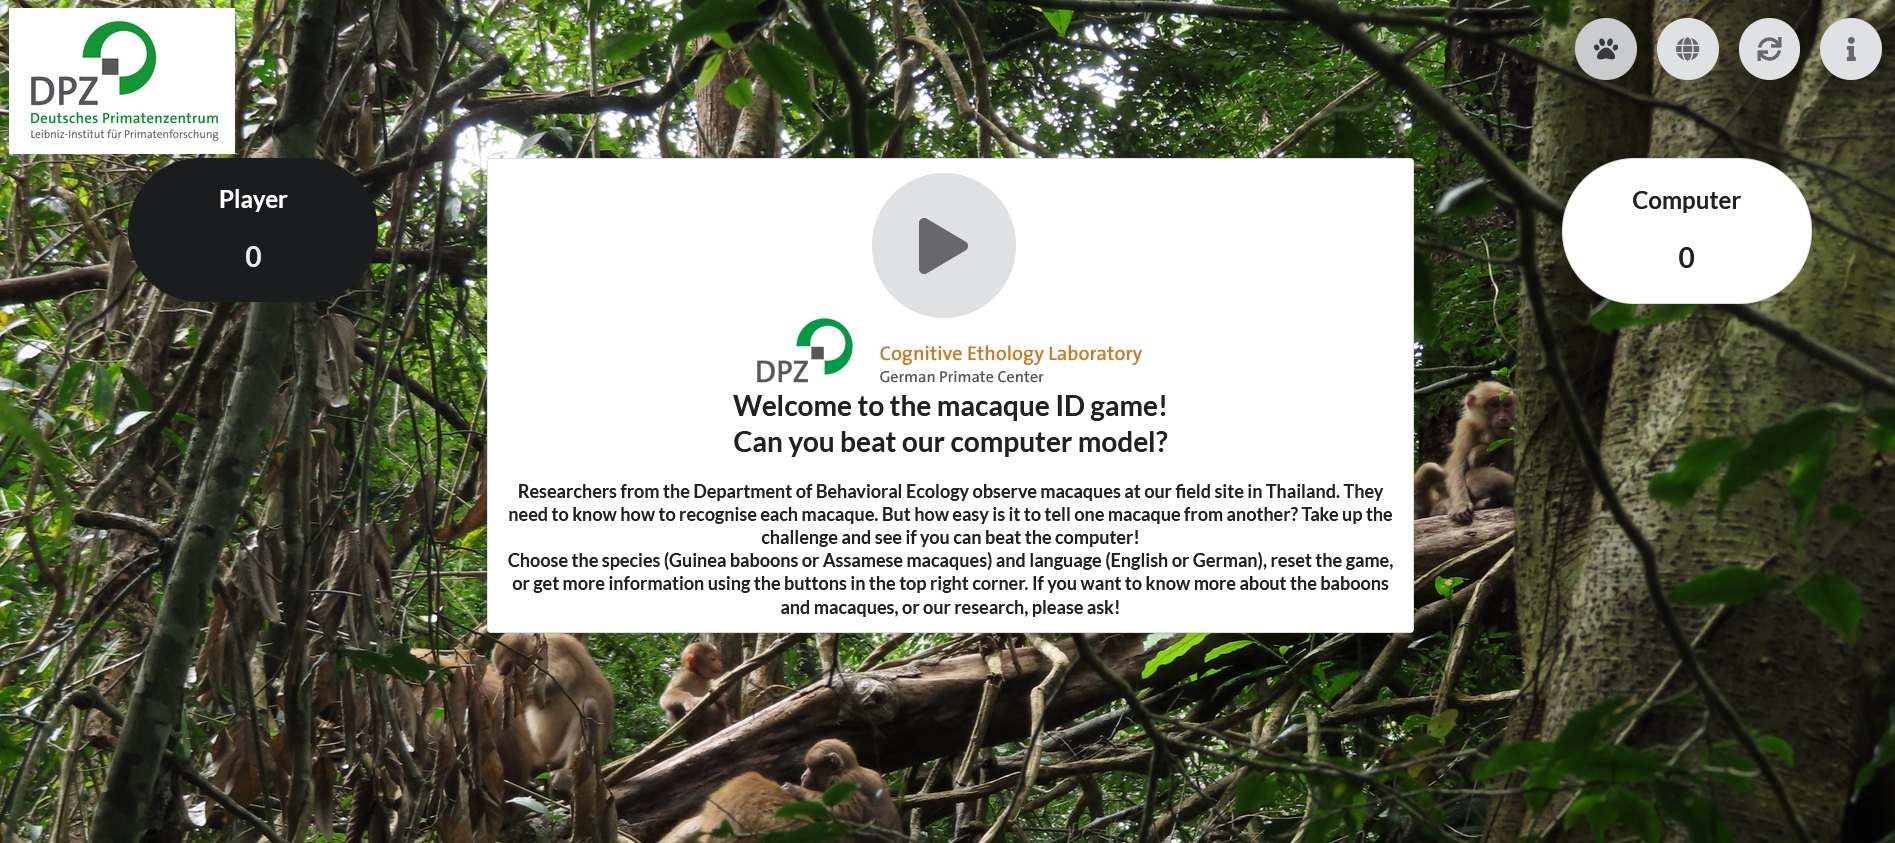 DPZ
Deutsches Primatenzentrum
Leibniz-Institut für Primatenforschung
Player
0
Computer
0
DPZ
Cognitive Ethology Laboratory
German Primate Center
Welcome to the macaque ID game!
Can you beat our computer model?
Researchers from the Department of Behavioral Ecology observe macaques at our field site in Thailand. They
need to know how to recognise each macaque. But how easy is it to tell one macaque from another? Take up the
challenge and see if you can beat the computer!
Choose the species (Guinea baboons or Assamese macaques) and language (English or German), reset the game,
or get more information using the buttons in the top right corner. If you want to know more about the baboons
and macaques, or our research, please ask!